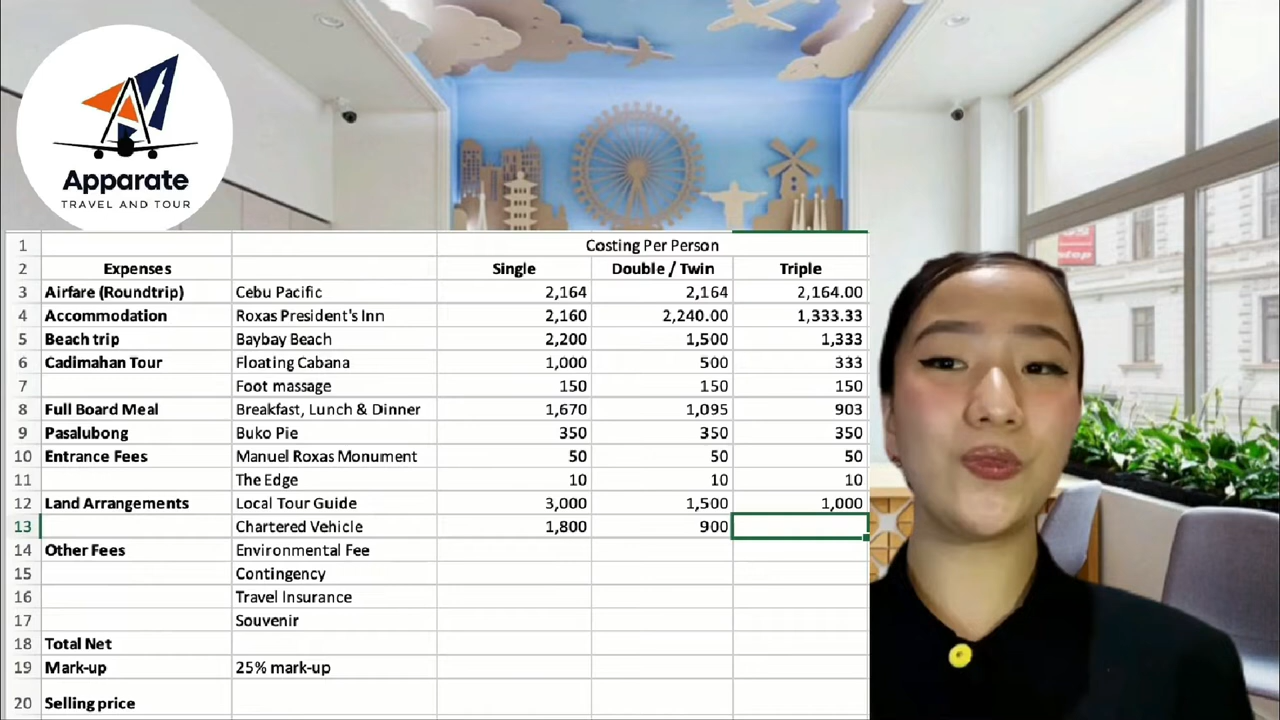 Apparate
TRAVEL AND TOUR
1 Costing Per Person
2 Expenses Single Double / Twin Triple
3 Airfare (Roundtrip) Cebu Pacific 2,164 2,164 2,164.00
4 Accommodation Roxas President's Inn 2,160 2,240.00 1,333.33
5 Beach trip Baybay Beach 2,200 1,500 1,333
6 Cadimahan Tour Floating Cabana 1,000 500 333
7 Foot massage 150 150 150
8 Full Board Meal Breakfast, Lunch & Dinner 1,670 1,095 903
9 Pasalubong Buko Pie 350 350 350
10 Entrance Fees Manuel Roxas Monument 50 50 50
11 The Edge 10 10 10
12 Land Arrangements Local Tour Guide 3,000 1,500 1,000
13 Chartered Vehicle 1,800 900
14 Other Fees Environmental Fee
15 Contingency
16 Travel Insurance
17 Souvenir
18 Total Net
19 Mark-up 25% mark-up
20 Selling price